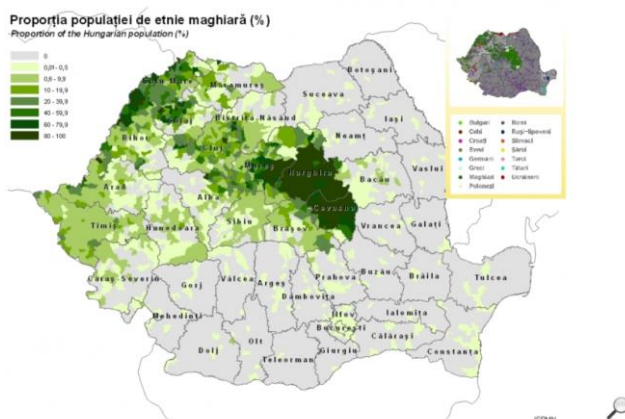 Proporția populației de etnie maghiară (%)
Proportion of the Hungarian population (%)
0
0,01 - 0,5
0,6 - 9,9
10 - 19,9
20 - 39,9
40 - 59,9
60 - 79,9
80 - 100
Bulgari
Cehi
Croați
Evrei
Germani
Greci
Maghiari
Polonezi
Romi
Ruși-lipoveni
Slovaci
Sârbi
Turci
Tătari
Ucraineni
Botoșani
Satu Mare
Maramureș
Suceava
Iași
Sălaj
Bistrița-Năsăud
Neamț
Bihor
Cluj
Mureș
Harghita
Bacău
Vaslui
Arad
Alba
Covasna
Timiș
Hunedoara
Sibiu
Brașov
Vrancea
Galați
Caraș-Severin
Gorj
Vâlcea
Argeș
Prahova
Buzău
Brăila
Tulcea
Dâmbovița
Mehedinți
Ilfov
București
Ialomița
Dolj
Olt
Teleorman
Giurgiu
Călărași
Constanța